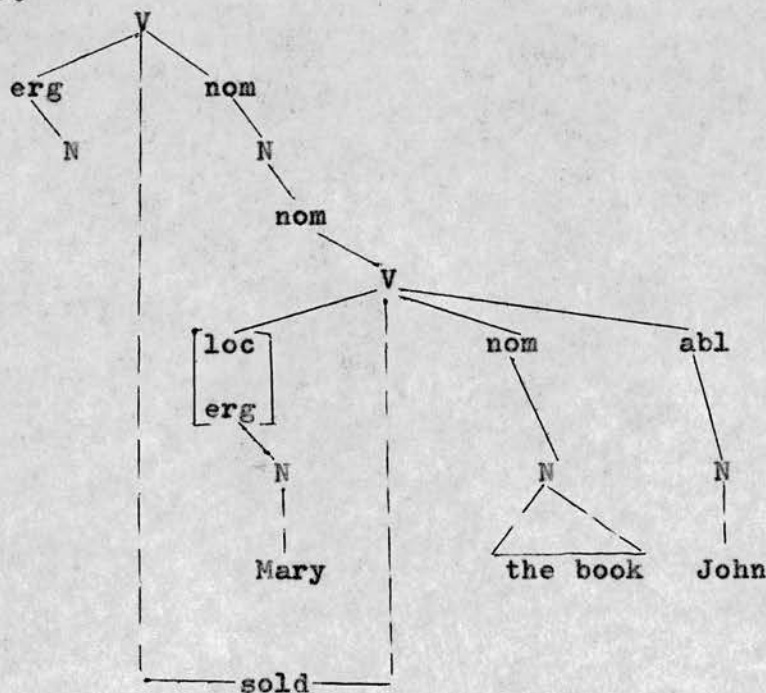 V
erg nom
N N
nom
V
[loc] nom abl
[erg]
N N N
Mary the book John
sold